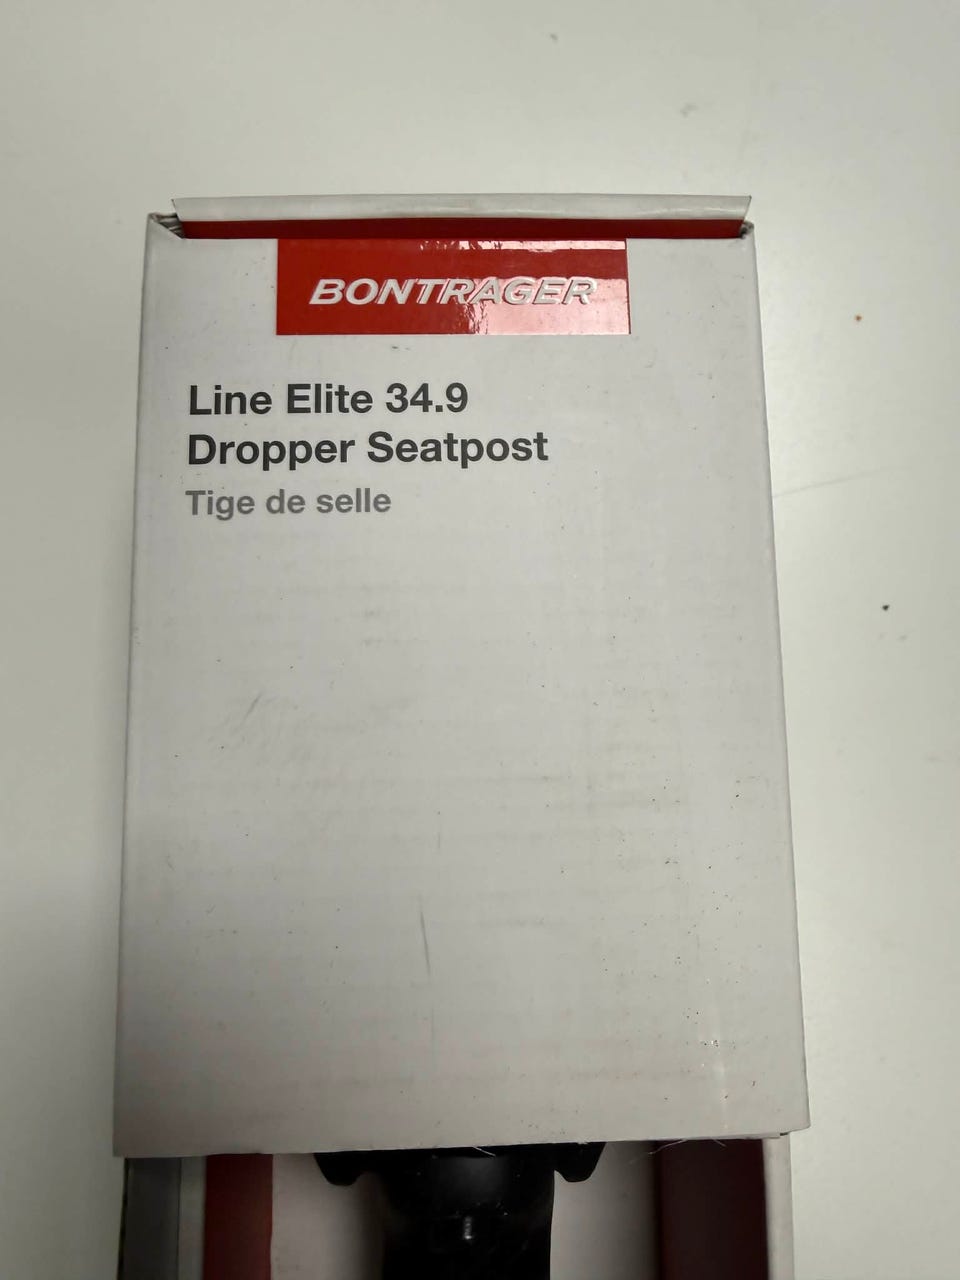 BONTRAGER
Line Elite 34.9
Dropper Seatpost
Tige de selle